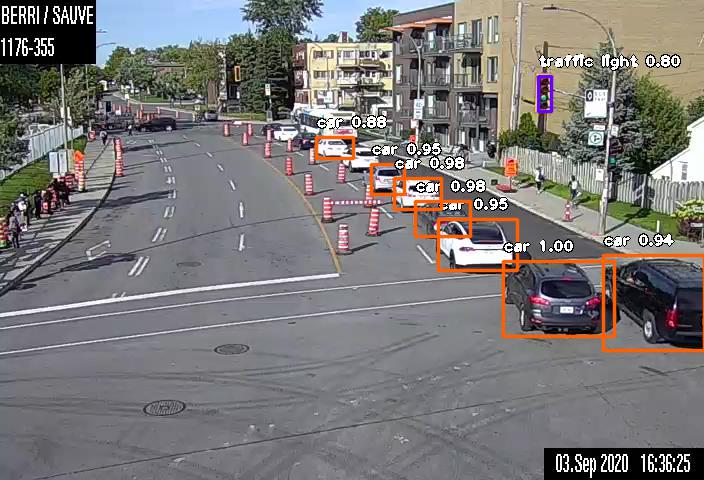 BERRI / SAUVE
1176-355
traffic light 0.80
car 0.88
car 0.95
car 0.98
car 0.98
car 0.95
car 1.00
car 0.94
03.Sep 2020 16:36:25